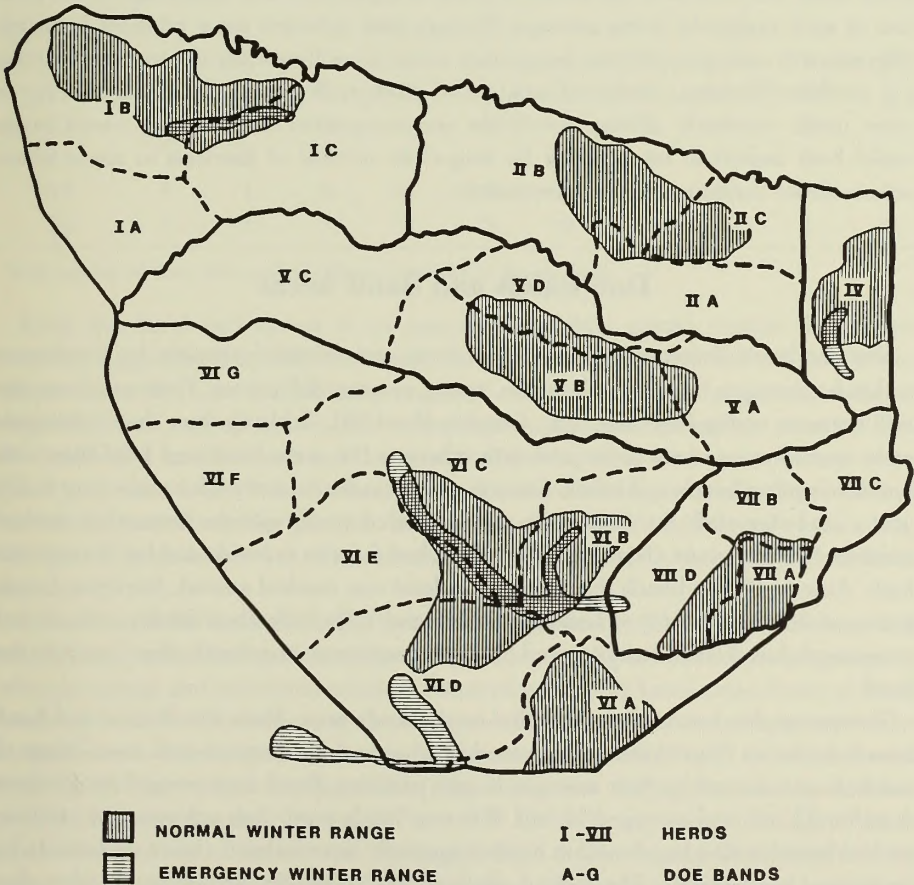 I B
I C
I A
II B
II C
II A
IV
V C
V D
V B
V A
VI G
VI F
VI C
VI E
VI B
VI D
VI A
VII B
VII C
VII D
VII A
NORMAL WINTER RANGE
I - VII HERDS
EMERGENCY WINTER RANGE
A-G DOE BANDS